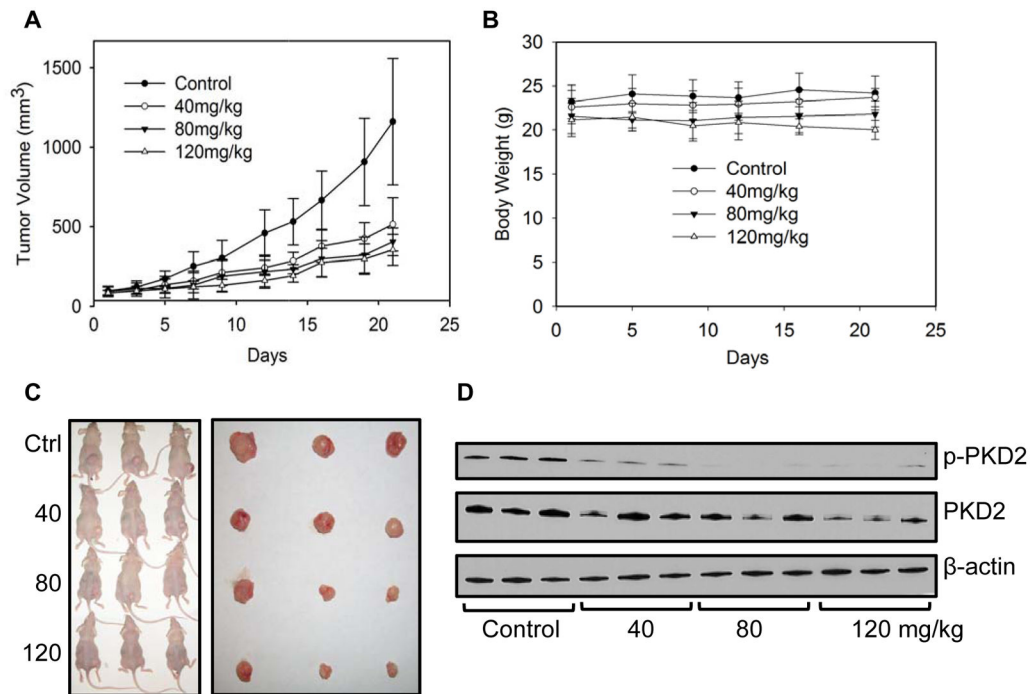 A
Tumor Volume (mm³)
1500
1000
500
0
0 5 10 15 20 25
Days
Control
40mg/kg
80mg/kg
120mg/kg
B
Body Weight (g)
30
25
20
15
10
5
0
0 5 10 15 20 25
Days
Control
40mg/kg
80mg/kg
120mg/kg
C
Ctrl
40
80
120
D
p-PKD2
PKD2
β-actin
Control 40 80 120 mg/kg